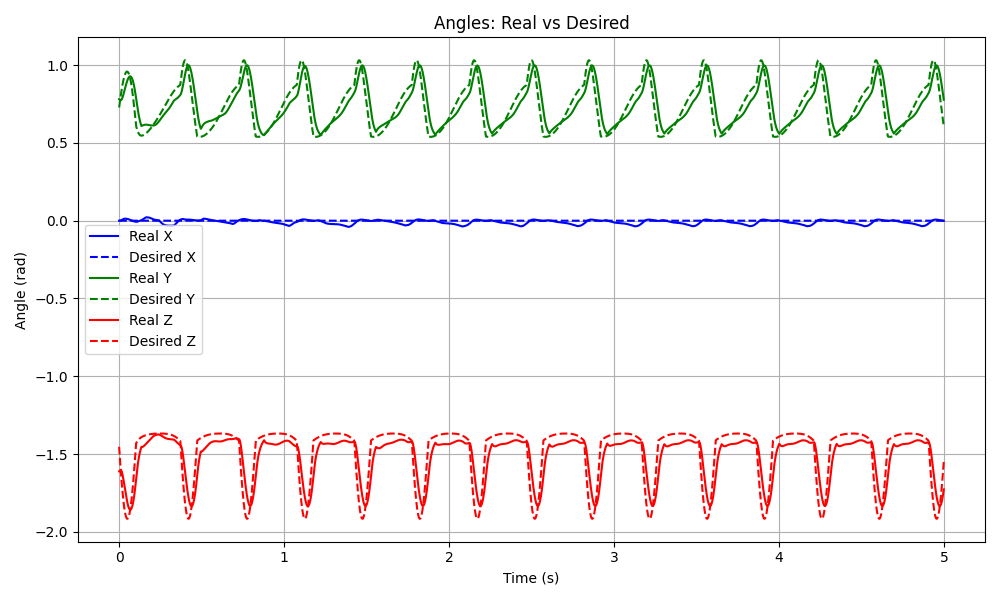 Angles: Real vs Desired
Angle (rad)
1.0
0.5
0.0
−0.5
−1.0
−1.5
−2.0
Real X
Desired X
Real Y
Desired Y
Real Z
Desired Z
0
1
2
3
4
5
Time (s)